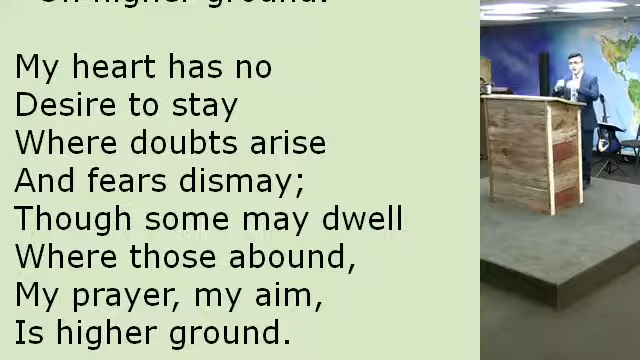 On higher ground.
My heart has no
Desire to stay
Where doubts arise
And fears dismay;
Though some may dwell
Where those abound,
My prayer, my aim,
Is higher ground.